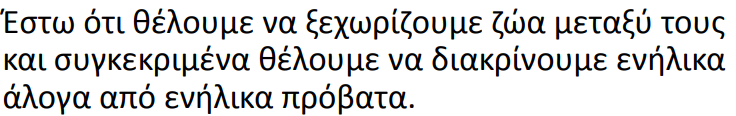 Έστω ότι θέλουμε να ξεχωρίζουμε ζώα μεταξύ τους
και συγκεκριμένα θέλουμε να διακρίνουμε ενήλικα
άλογα από ενήλικα πρόβατα.